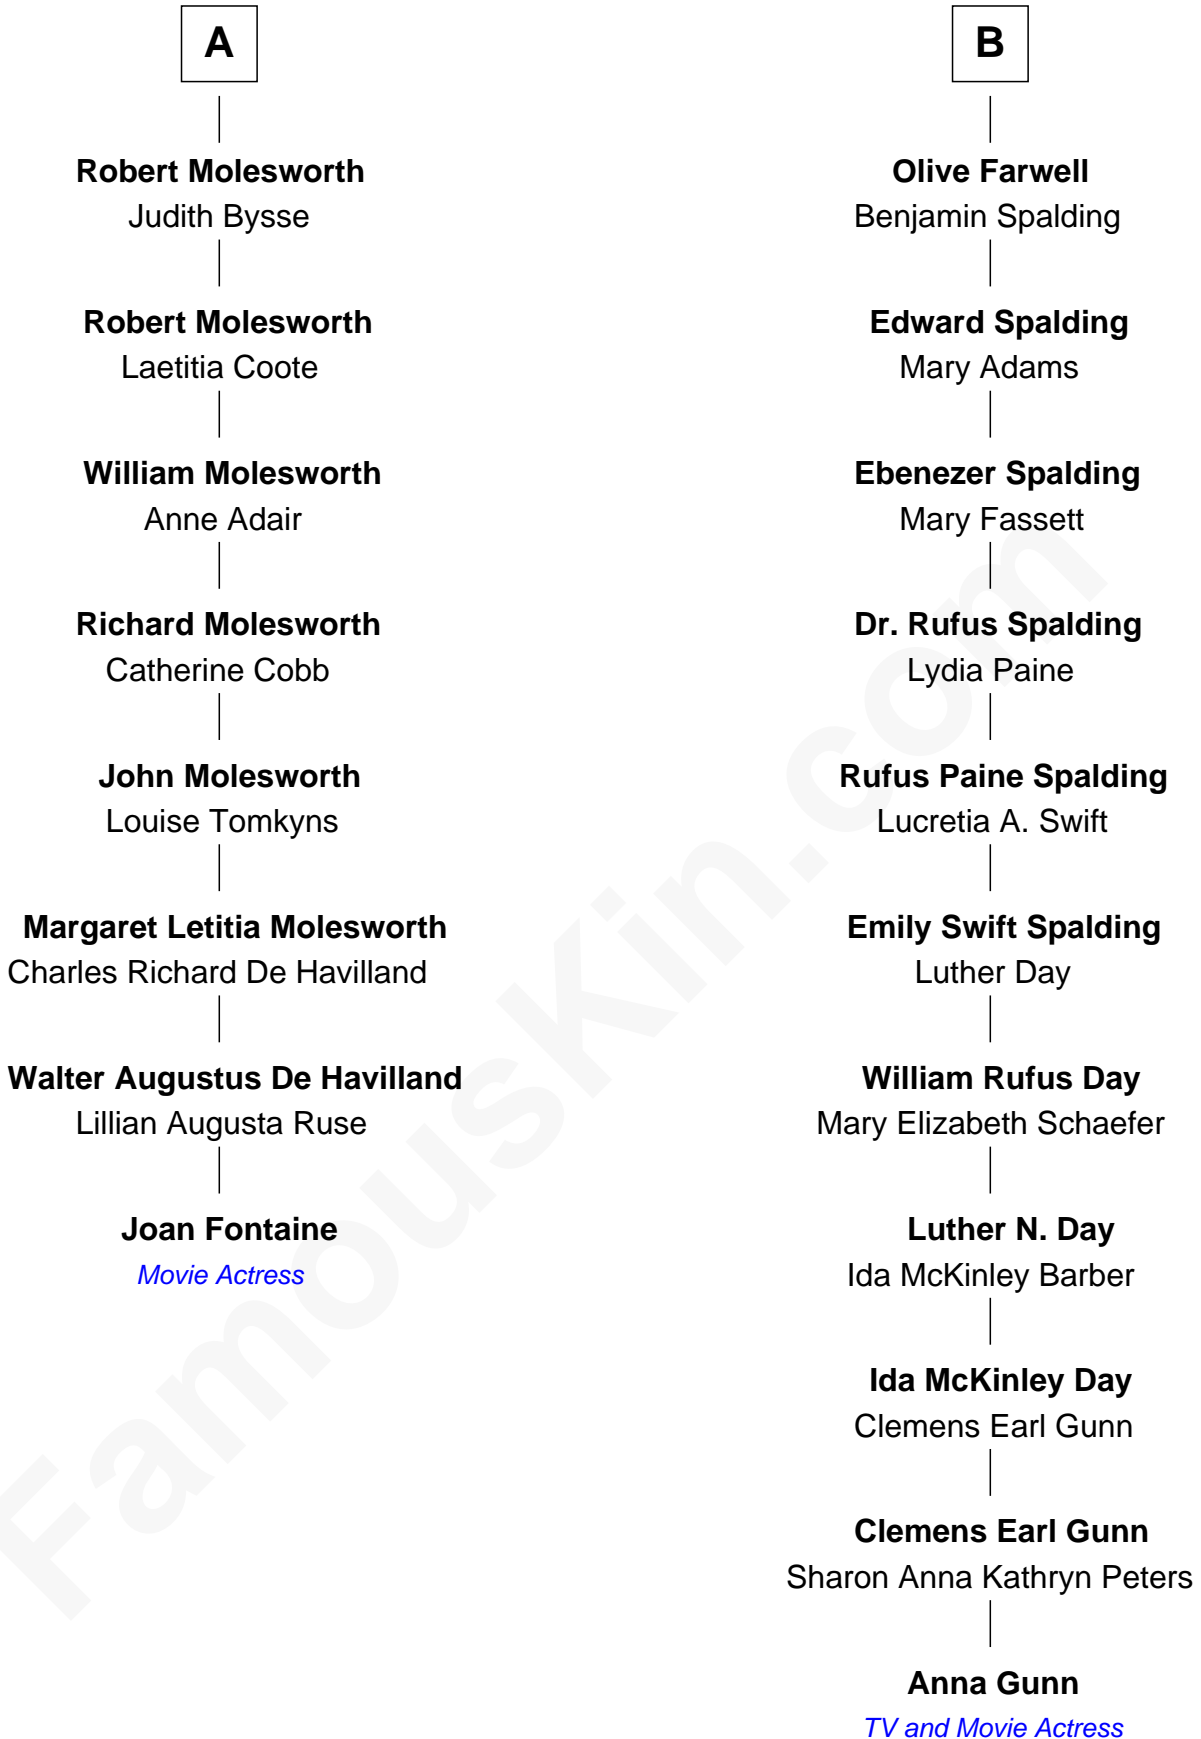 A
Robert Molesworth
Judith Bysse
Robert Molesworth
Laetitia Coote
William Molesworth
Anne Adair
Richard Molesworth
Catherine Cobb
John Molesworth
Louise Tomkyns
Margaret Letitia Molesworth
Charles Richard De Havilland
Walter Augustus De Havilland
Lillian Augusta Ruse
Joan Fontaine
Movie Actress
B
Olive Farwell
Benjamin Spalding
Edward Spalding
Mary Adams
Ebenezer Spalding
Mary Fassett
Dr. Rufus Spalding
Lydia Paine
Rufus Paine Spalding
Lucretia A. Swift
Emily Swift Spalding
Luther Day
William Rufus Day
Mary Elizabeth Schaefer
Luther N. Day
Ida McKinley Barber
Ida McKinley Day
Clemens Earl Gunn
Clemens Earl Gunn
Sharon Anna Kathryn Peters
Anna Gunn
TV and Movie Actress
FamousKin.com